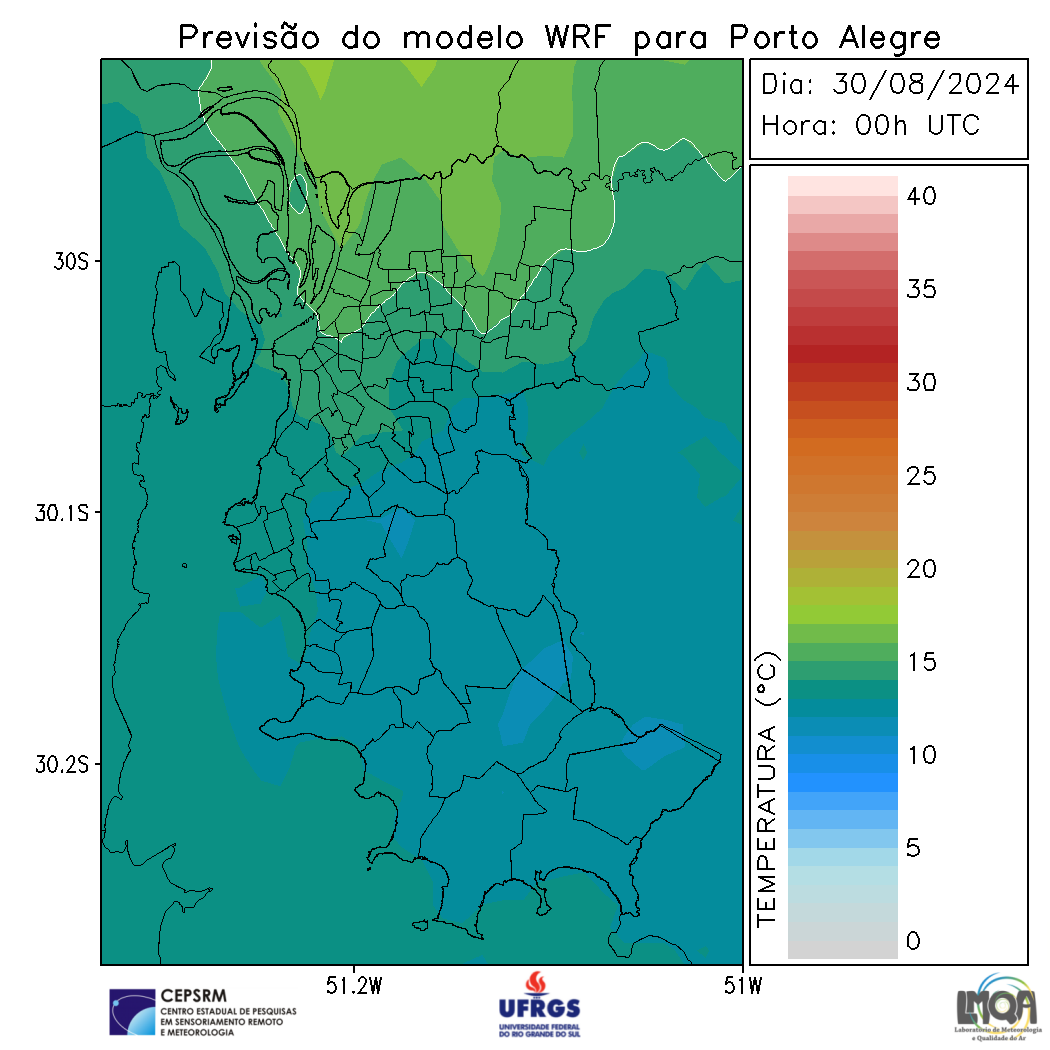 Previsão do modelo WRF para Porto Alegre
Dia: 30/08/2024
Hora: 00h UTC
40
35
30
25
20
15
10
5
0
TEMPERATURA (°C)
30S
30.1S
30.2S
51.2W
51W
CEPSRM
CENTRO ESTADUAL DE PESQUISAS
EM SENSORIAMENTO REMOTO
E METEOROLOGIA
UFRGS
UNIVERSIDADE FEDERAL
DO RIO GRANDE DO SUL
LMQA
Laboratório de Meteorologia
e Qualidade do Ar